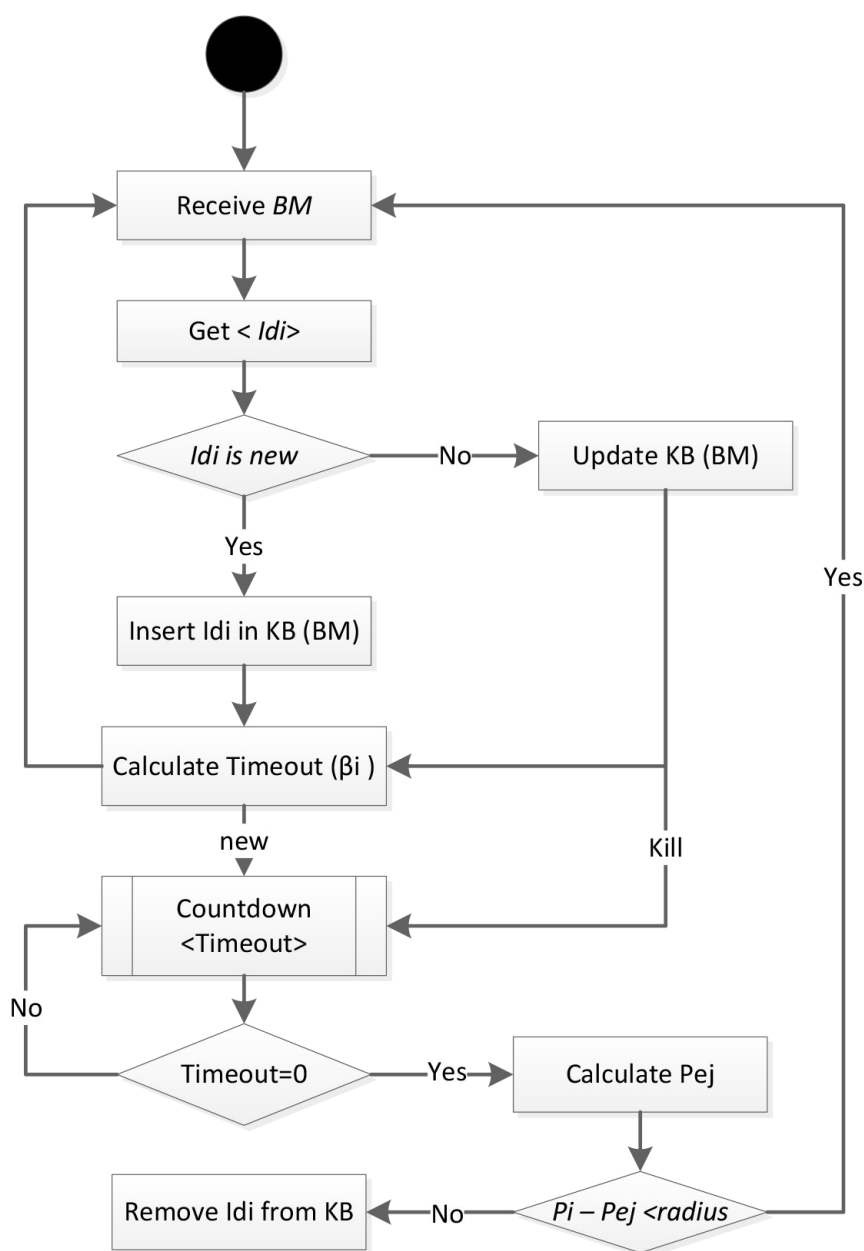 Receive BM
Get < Idi>
Idi is new
No
Update KB (BM)
Yes
Yes
Insert Idi in KB (BM)
Calculate Timeout (βi )
new
Kill
Countdown
<Timeout>
No
Timeout=0
Yes
Calculate Pej
Remove Idi from KB
No
Pi – Pej <radius